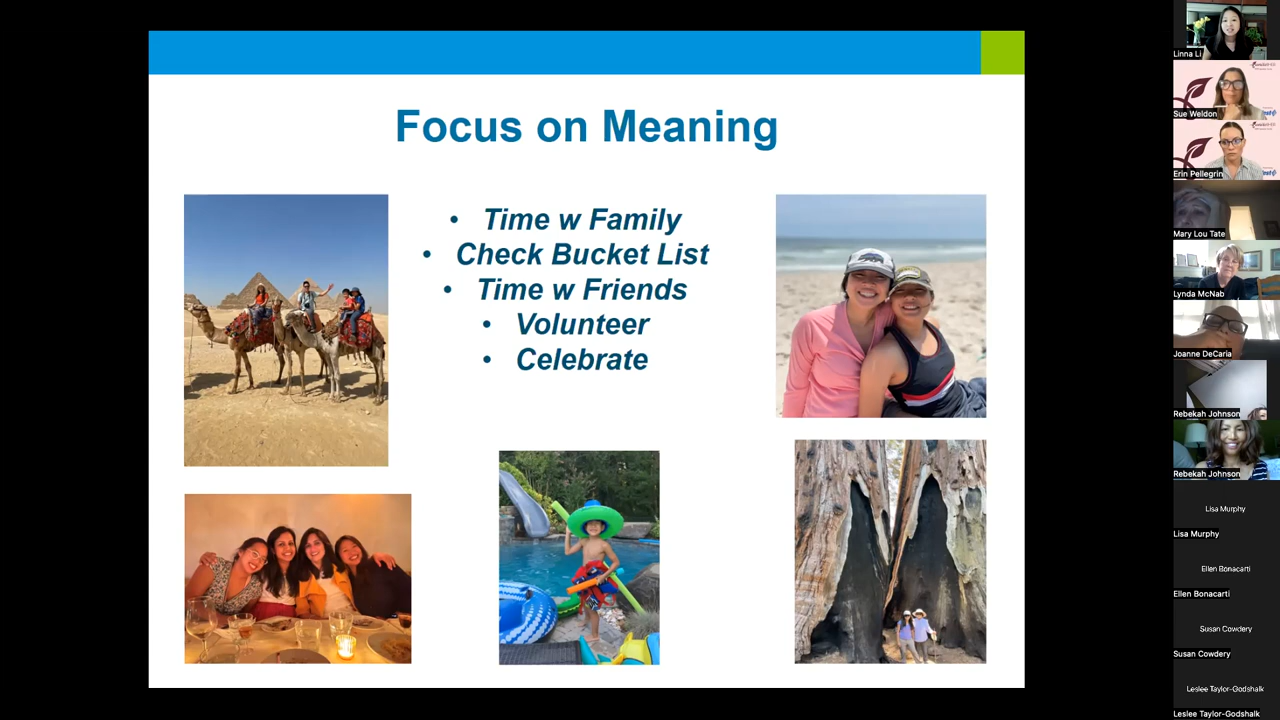 Focus on Meaning
• Time w Family
• Check Bucket List
• Time w Friends
• Volunteer
• Celebrate
Linna Li
Sue Weldon
Erin Pellegrin
Mary Lou Tate
Lynda McNab
Joanne DeCaria
Rebekah Johnson
Rebekah Johnson
Lisa Murphy
Lisa Murphy
Ellen Bonacarti
Ellen Bonacarti
Susan Cowdery
Susan Cowdery
Leslee Taylor-Godshalk
Leslee Taylor-Godshalk